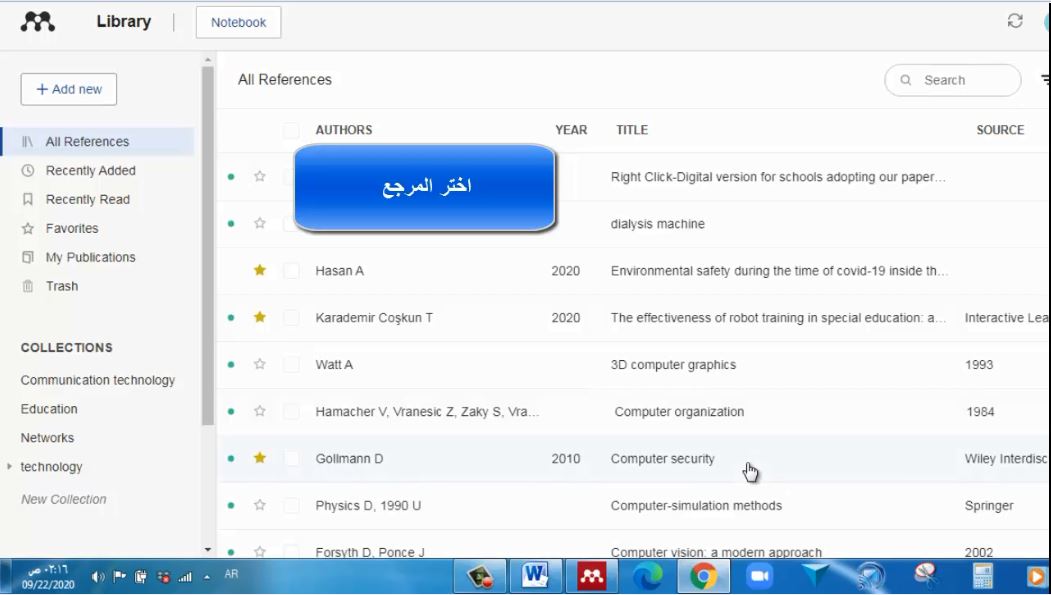 Library
Notebook
+ Add new
All References
Recently Added
Recently Read
Favorites
My Publications
Trash
COLLECTIONS
Communication technology
Education
Networks
technology
New Collection
All References
Search
AUTHORS YEAR TITLE SOURCE
اختر المرجع
Right Click-Digital version for schools adopting our paper...
dialysis machine
Hasan A 2020 Environmental safety during the time of covid-19 inside th...
Karademir Coşkun T 2020 The effectiveness of robot training in special education: a... Interactive Lea
Watt A 3D computer graphics 1993
Hamacher V, Vranesic Z, Zaky S, Vra... Computer organization 1984
Gollmann D 2010 Computer security Wiley Interdisc
Physics D, 1990 U Computer-simulation methods Springer
Forsyth D, Ponce J Computer vision: a modern approach 2002
٠٢:١٦ ص
09/22/2020
AR